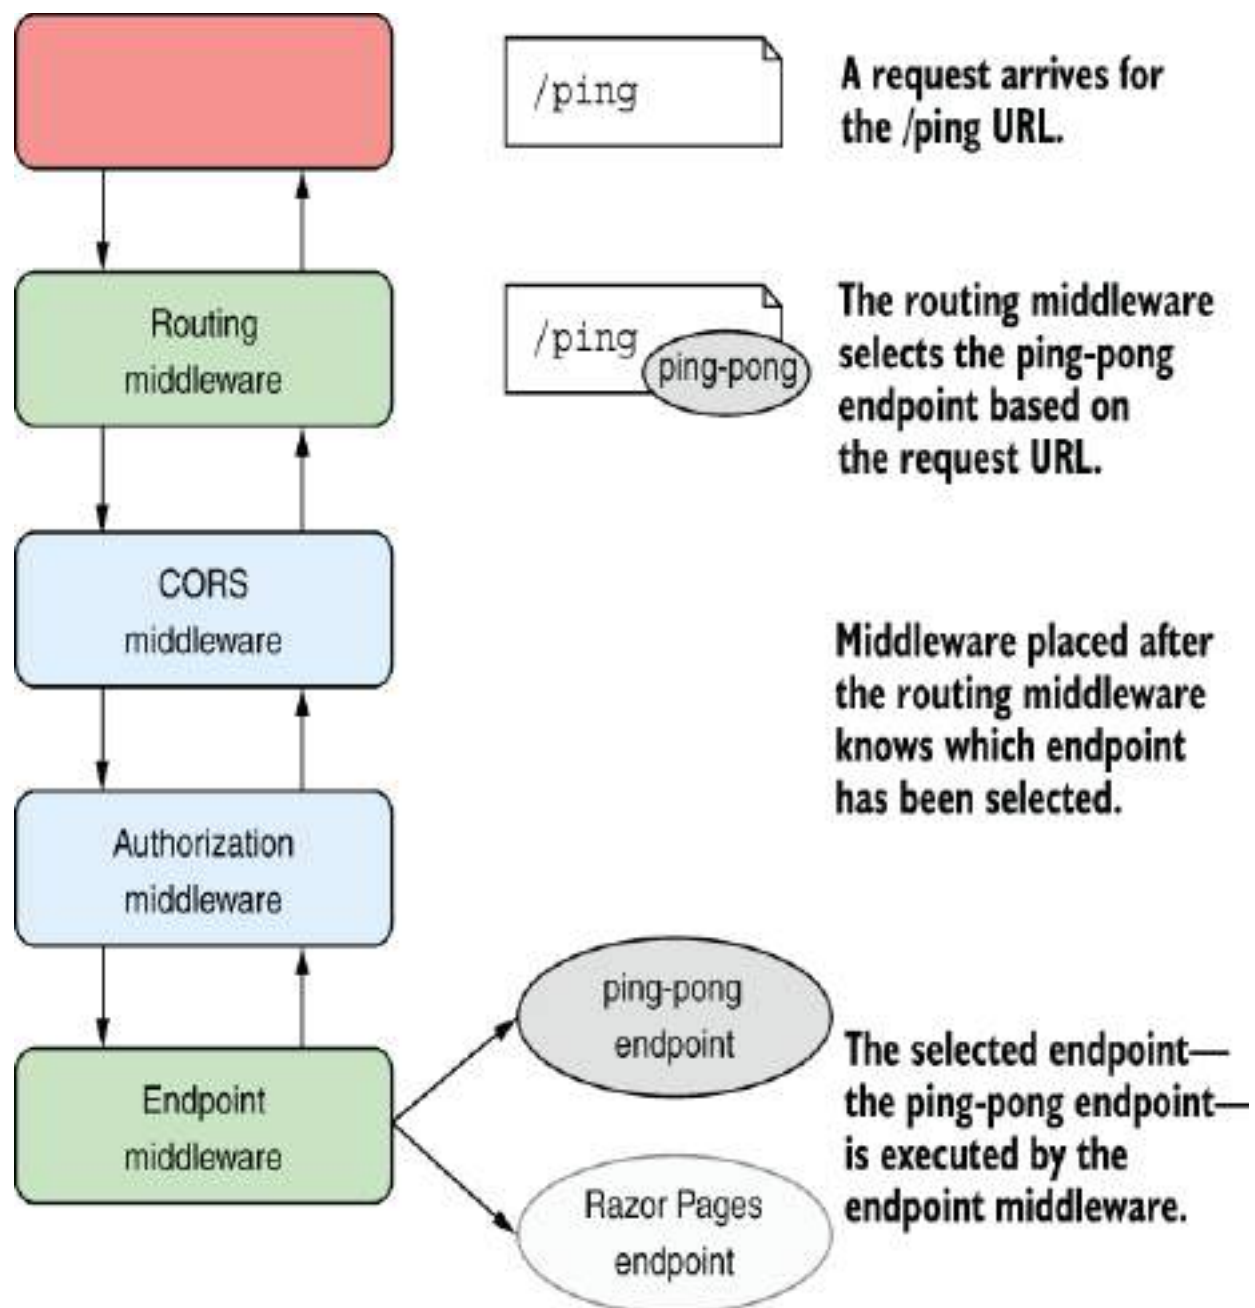 /ping
A request arrives for
the /ping URL.
Routing
middleware
/ping
ping-pong
The routing middleware
selects the ping-pong
endpoint based on
the request URL.
CORS
middleware
Middleware placed after
the routing middleware
knows which endpoint
has been selected.
Authorization
middleware
Endpoint
middleware
ping-pong
endpoint
Razor Pages
endpoint
The selected endpoint—
the ping-pong endpoint—
is executed by the
endpoint middleware.